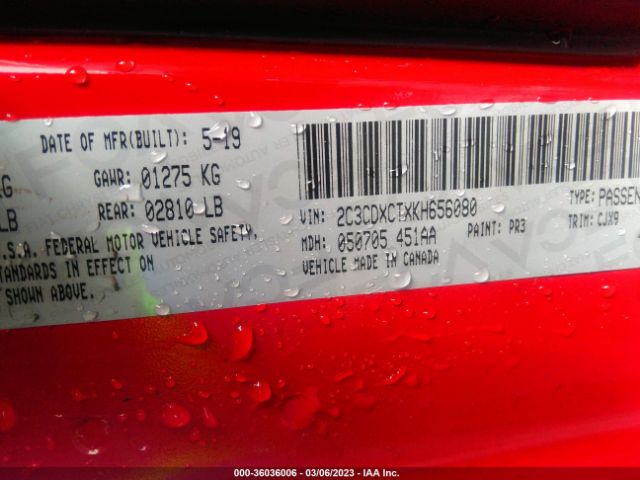 DATE OF MFR(BUILT): 5-19
KG GAWR: 01275 KG
LB REAR: 02810 LB
U.S.A. FEDERAL MOTOR VEHICLE SAFETY
STANDARDS IN EFFECT ON
SHOWN ABOVE.
TYPE: PASSEN
VIN: 2C3CDXCTXKH656080
TRIM: CJX9
MDH: 050705 451AA PAINT: PR3
VEHICLE MADE IN CANADA
000-36036006 / 03/06/2023 / IAA Inc.